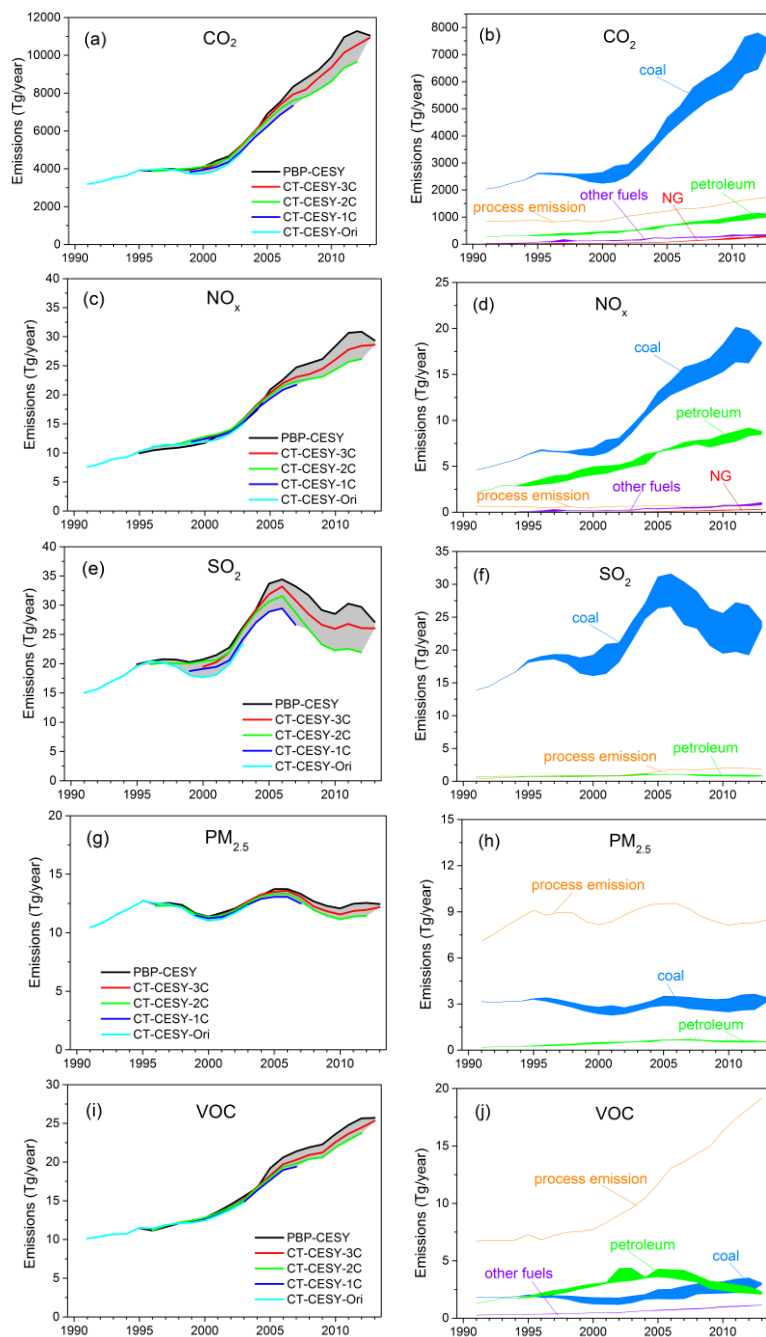 (a)
CO2
12000
10000
8000
6000
4000
2000
0
Emissions (Tg/year)
PBP-CESY
CT-CESY-3C
CT-CESY-2C
CT-CESY-1C
CT-CESY-Ori
1990 1995 2000 2005 2010
(b)
CO2
8000
7000
6000
5000
4000
3000
2000
1000
0
Emissions (Tg/year)
coal
petroleum
other fuels
NG
process emission
1990 1995 2000 2005 2010
(c)
NOx
40
35
30
25
20
15
10
5
0
Emissions (Tg/year)
PBP-CESY
CT-CESY-3C
CT-CESY-2C
CT-CESY-1C
CT-CESY-Ori
1990 1995 2000 2005 2010
(d)
NOx
25
20
15
10
5
0
Emissions (Tg/year)
coal
petroleum
NG
other fuels
process emission
1990 1995 2000 2005 2010
(e)
SO2
40
35
30
25
20
15
10
5
0
Emissions (Tg/year)
PBP-CESY
CT-CESY-3C
CT-CESY-2C
CT-CESY-1C
CT-CESY-Ori
1990 1995 2000 2005 2010
(f)
SO2
35
30
25
20
15
10
5
0
Emissions (Tg/year)
coal
petroleum
process emission
1990 1995 2000 2005 2010
(g)
PM2.5
20
15
10
5
0
Emissions (Tg/year)
PBP-CESY
CT-CESY-3C
CT-CESY-2C
CT-CESY-1C
CT-CESY-Ori
1990 1995 2000 2005 2010
(h)
PM2.5
15
12
9
6
3
0
Emissions (Tg/year)
process emission
coal
petroleum
1990 1995 2000 2005 2010
(i)
VOC
30
25
20
15
10
5
0
Emissions (Tg/year)
PBP-CESY
CT-CESY-3C
CT-CESY-2C
CT-CESY-1C
CT-CESY-Ori
1990 1995 2000 2005 2010
(j)
VOC
20
15
10
5
0
Emissions (Tg/year)
process emission
petroleum
coal
other fuels
1990 1995 2000 2005 2010